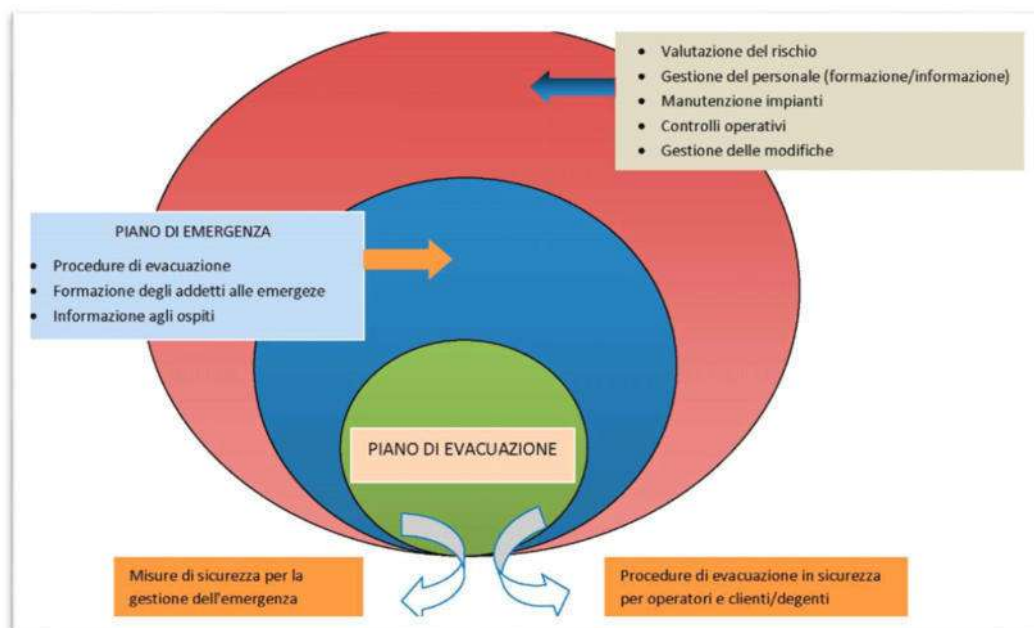 • Valutazione del rischio
• Gestione del personale (formazione/informazione)
• Manutenzione impianti
• Controlli operativi
• Gestione delle modifiche
PIANO DI EMERGENZA
• Procedure di evacuazione
• Formazione degli addetti alle emergeze
• Informazione agli ospiti
PIANO DI EVACUAZIONE
Misure di sicurezza per la
gestione dell'emergenza
Procedure di evacuazione in sicurezza
per operatori e clienti/degenti